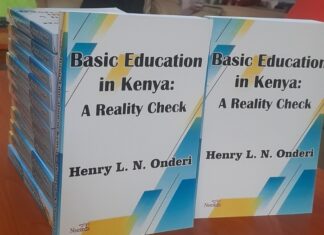 Basic Education
in Kenya:
A Reality Check
Henry L. N. Onderi
Basic Education
in Kenya:
A Reality Check
Henry L. N. Onderi